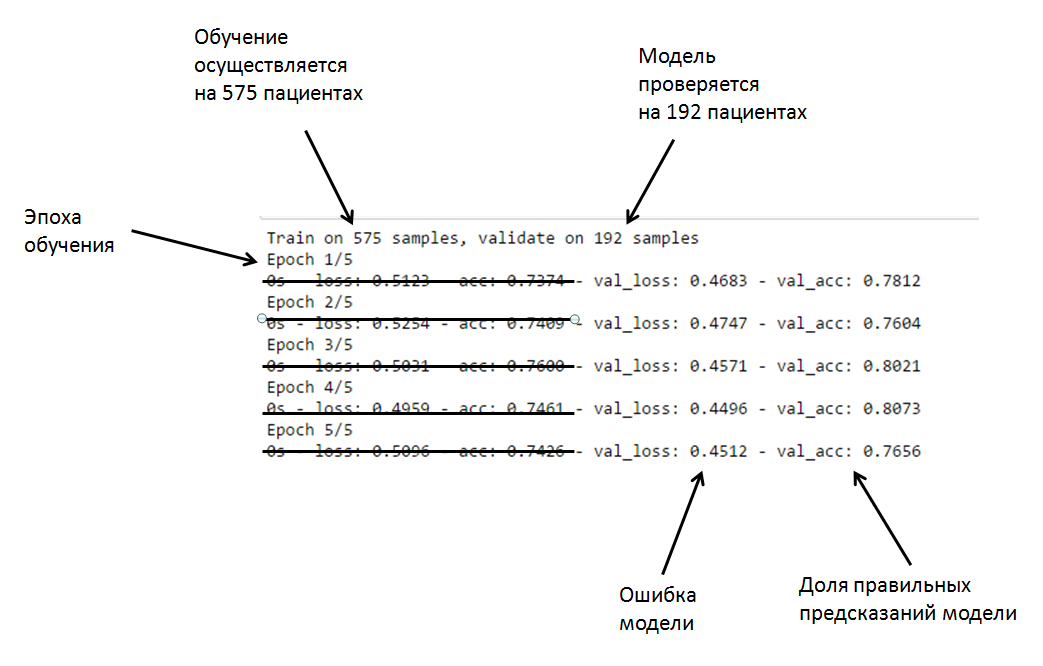 Обучение
осуществляется
на 575 пациентах
Модель
проверяется
на 192 пациентах
Эпоха
обучения
Train on 575 samples, validate on 192 samples
Epoch 1/5
0s - loss: 0.5123 - acc: 0.7374 - val_loss: 0.4683 - val_acc: 0.7812
Epoch 2/5
0s - loss: 0.5254 - acc: 0.7409 - val_loss: 0.4747 - val_acc: 0.7604
Epoch 3/5
0s - loss: 0.5031 - acc: 0.7600 - val_loss: 0.4571 - val_acc: 0.8021
Epoch 4/5
0s - loss: 0.4959 - acc: 0.7461 - val_loss: 0.4496 - val_acc: 0.8073
Epoch 5/5
0s - loss: 0.5096 - acc: 0.7426 - val_loss: 0.4512 - val_acc: 0.7656
Ошибка
модели
Доля правильных
предсказаний модели